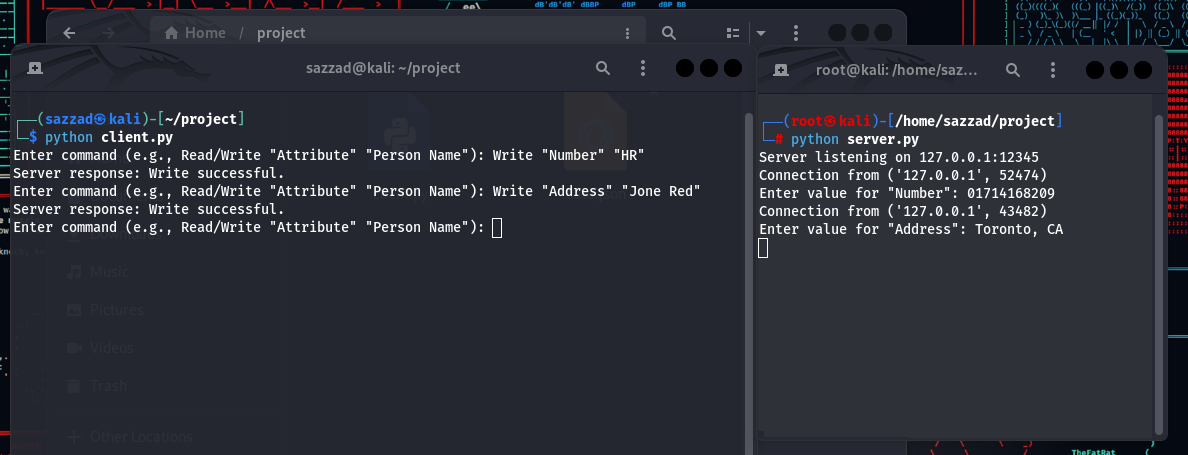 Home / project
sazzad@kali: ~/project
root@kali: /home/saz...
(sazzad㉿kali)-[~/project]
$ python client.py
Enter command (e.g., Read/Write "Attribute" "Person Name"): Write "Number" "HR"
Server response: Write successful.
Enter command (e.g., Read/Write "Attribute" "Person Name"): Write "Address" "Jone Red"
Server response: Write successful.
Enter command (e.g., Read/Write "Attribute" "Person Name"):
Music
Pictures
Videos
Trash
+ Other Locations
(root㉿kali)-[/home/sazzad/project]
# python server.py
Server listening on 127.0.0.1:12345
Connection from ('127.0.0.1', 52474)
Enter value for "Number": 01714168209
Connection from ('127.0.0.1', 43482)
Enter value for "Address": Toronto, CA
TheFatRat